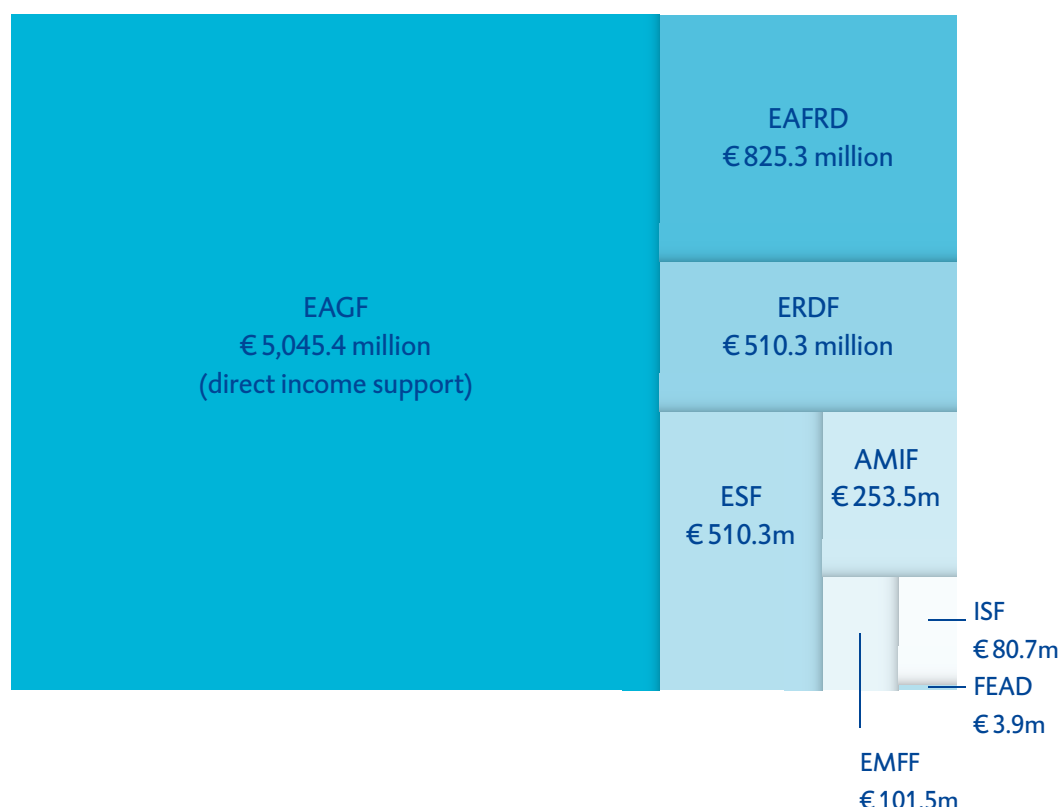 EAFRD
€ 825.3 million
EAGF
€ 5,045.4 million
(direct income support)
ERDF
€ 510.3 million
ESF
€ 510.3m
AMIF
€ 253.5m
ISF
€ 80.7m
FEAD
€ 3.9m
EMFF
€ 101.5m